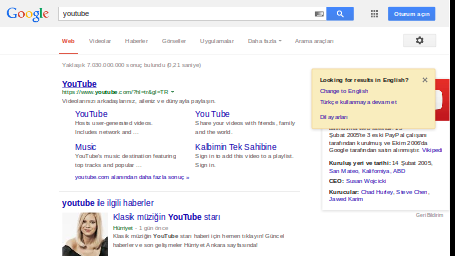 Google youtube Oturum açın
Web Videolar Haberler Görseller Uygulamalar Daha fazla Arama araçları
Yaklaşık 7.030.000.000 sonuç bulundu (0,21 saniye)
YouTube
https://www.youtube.com/?hl=tr&gl=TR
Videolarınızı arkadaşlarınız, aileniz ve dünyayla paylaşın.
YouTube
Hosts user-generated videos.
Includes network and ...
You Tube
Share your videos with friends, family
and the world.
Music
YouTube's music destination featuring
top tracks and popular ...
Kalbimin Tek Sahibine
Sign in to add this video to a playlist.
Sign in.
youtube.com alanından daha fazla sonuç »
youtube ile ilgili haberler
Klasik müziğin YouTube starı
Hürriyet - 1 gün önce
Klasik müziğin YouTube starı haberi için hemen tıklayın! Güncel
haberler ve son gelişmeler Hürriyet Ankara sayfasında!
Looking for results in English?
Change to English
Türkçe kullanmaya devam et
Dil ayarları
Şubat 2005'te 3 eski PayPal çalışanı
tarafından kuruldu ve Ekim 2006'da
Google tarafından satın alınmıştır. Vikipedi
Kuruluş yeri ve tarihi: 14 Şubat 2005,
San Mateo, Kaliforniya, ABD
CEO: Susan Wojcicki
Kurucular: Chad Hurley, Steve Chen,
Jawed Karim
Geri Bildirim